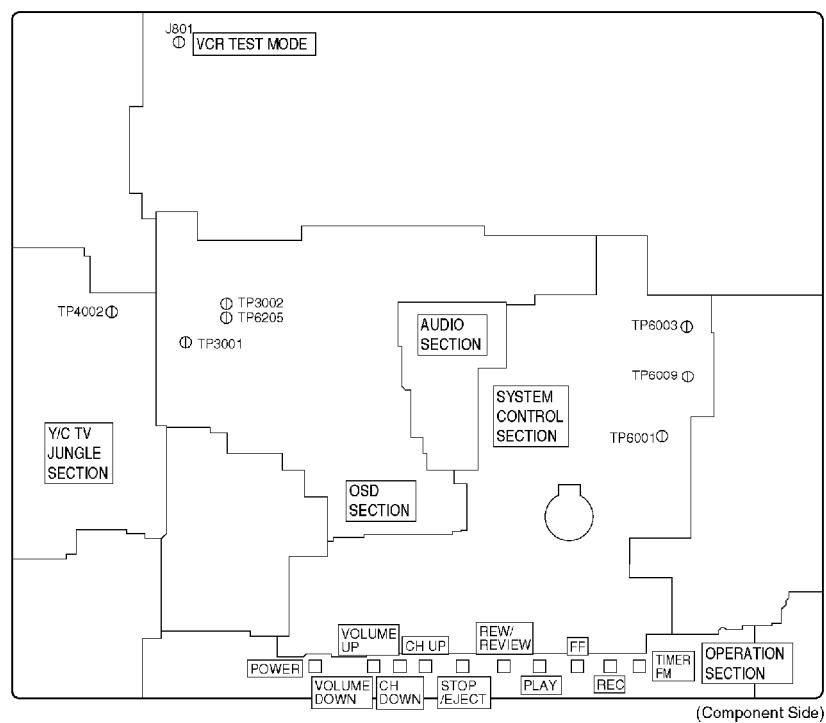 J801
VCR TEST MODE
TP3002
TP4002
TP6205
TP3001
TP6003
AUDIO
SECTION
TP6009
SYSTEM
CONTROL
SECTION
TP6001
Y/C TV
JUNGLE
SECTION
OSD
SECTION
VOLUME
UP
CH UP
REW/
REVIEW
FF
POWER
TIMER
FM
OPERATION
SECTION
VOLUME
DOWN
CH
DOWN
STOP
/EJECT
PLAY
REC
(Component Side)